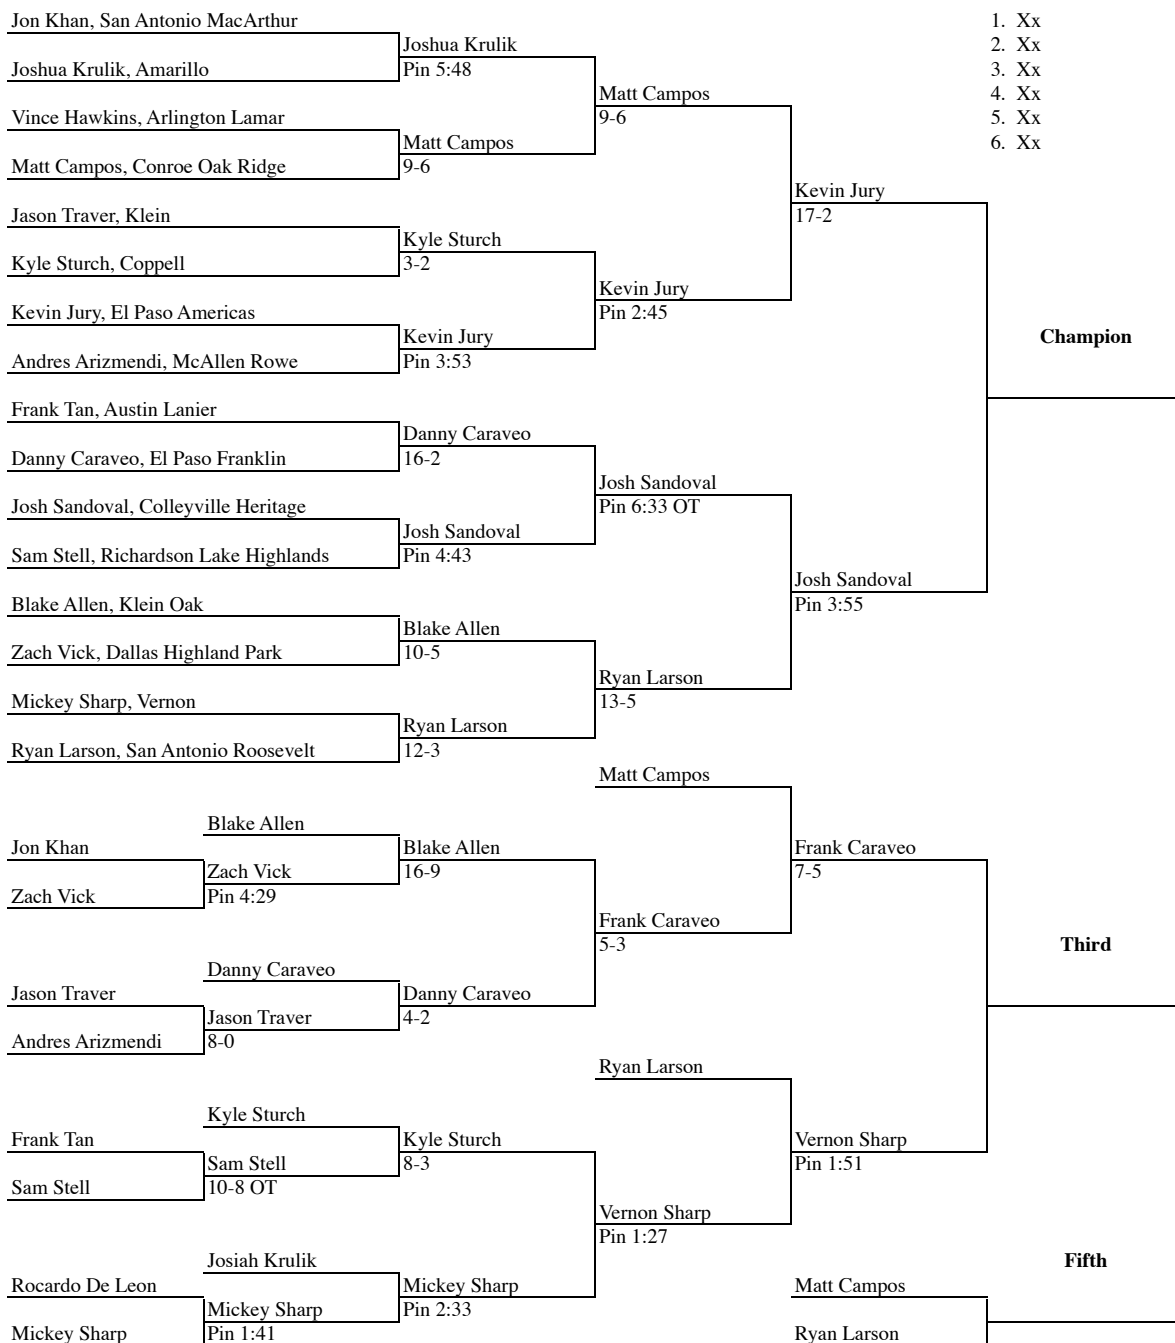 Jon Khan, San Antonio MacArthur
Joshua Krulik, Amarillo
Vince Hawkins, Arlington Lamar
Matt Campos, Conroe Oak Ridge
Jason Traver, Klein
Kyle Sturch, Coppell
Kevin Jury, El Paso Americas
Andres Arizmendi, McAllen Rowe
Frank Tan, Austin Lanier
Danny Caraveo, El Paso Franklin
Josh Sandoval, Colleyville Heritage
Sam Stell, Richardson Lake Highlands
Blake Allen, Klein Oak
Zach Vick, Dallas Highland Park
Mickey Sharp, Vernon
Ryan Larson, San Antonio Roosevelt
Joshua Krulik
Pin 5:48
Matt Campos
9-6
Kyle Sturch
3-2
Kevin Jury
Pin 3:53
Danny Caraveo
16-2
Josh Sandoval
Pin 4:43
Blake Allen
10-5
Ryan Larson
12-3
Matt Campos
9-6
Kevin Jury
Pin 2:45
Josh Sandoval
Pin 6:33 OT
Ryan Larson
13-5
Kevin Jury
17-2
Josh Sandoval
Pin 3:55
1. Xx
2. Xx
3. Xx
4. Xx
5. Xx
6. Xx
Champion
Jon Khan
Zach Vick
Jason Traver
Andres Arizmendi
Frank Tan
Sam Stell
Rocardo De Leon
Mickey Sharp
Blake Allen
Zach Vick
Pin 4:29
Danny Caraveo
Jason Traver
8-0
Kyle Sturch
Sam Stell
10-8 OT
Josiah Krulik
Mickey Sharp
Pin 1:41
Blake Allen
16-9
Danny Caraveo
4-2
Kyle Sturch
8-3
Mickey Sharp
Pin 2:33
Matt Campos
Frank Caraveo
5-3
Ryan Larson
Vernon Sharp
Pin 1:27
Frank Caraveo
7-5
Vernon Sharp
Pin 1:51
Third
Fifth
Matt Campos
Ryan Larson